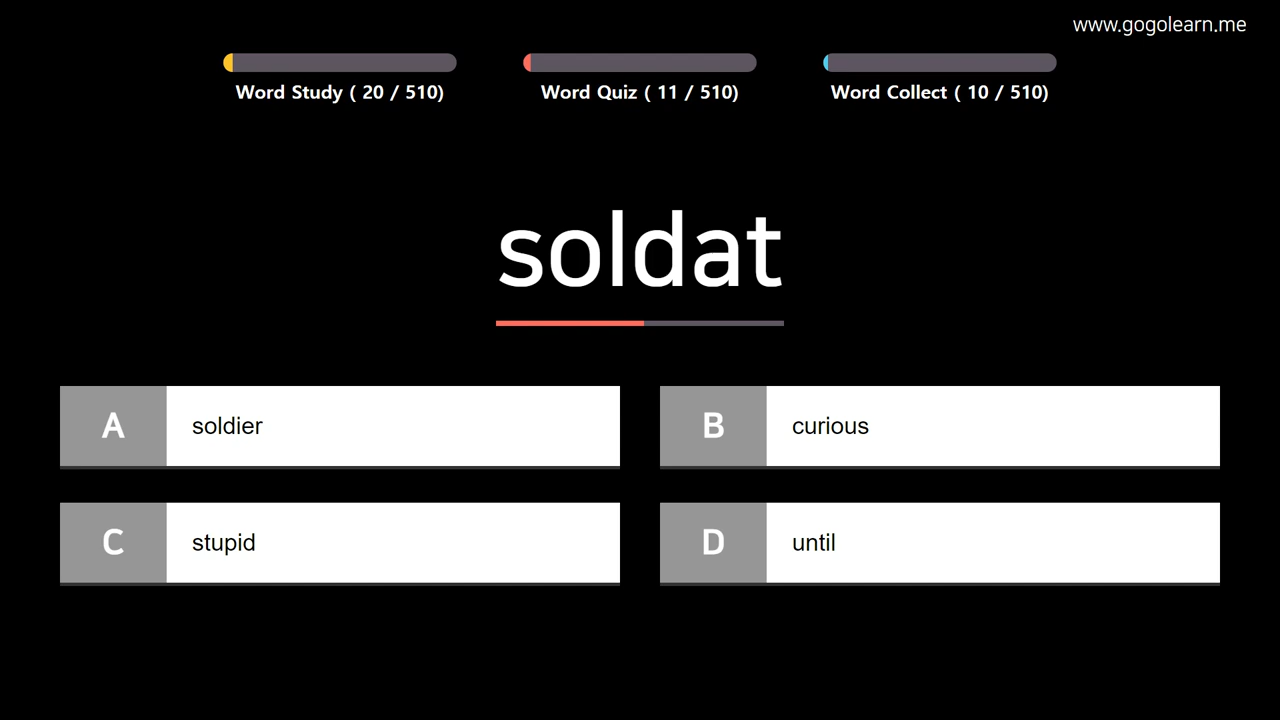 www.gogolearn.me
Word Study ( 20 / 510)
Word Quiz ( 11 / 510)
Word Collect ( 10 / 510)
soldat
A soldier
B curious
C stupid
D until